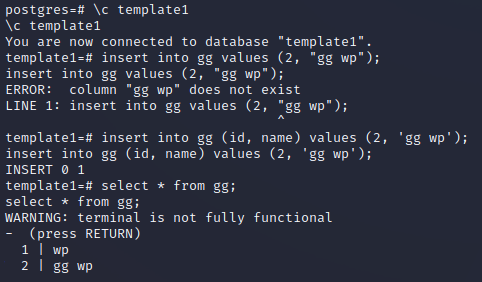 postgres=# \c template1
\c template1
You are now connected to database "template1".
template1=# insert into gg values (2, "gg wp");
insert into gg values (2, "gg wp");
ERROR:  column "gg wp" does not exist
LINE 1: insert into gg values (2, "gg wp");
                                  ^
template1=# insert into gg (id, name) values (2, 'gg wp');
insert into gg (id, name) values (2, 'gg wp');
INSERT 0 1
template1=# select * from gg;
select * from gg;
WARNING: terminal is not fully functional
-  (press RETURN)
  1 | wp
  2 | gg wp